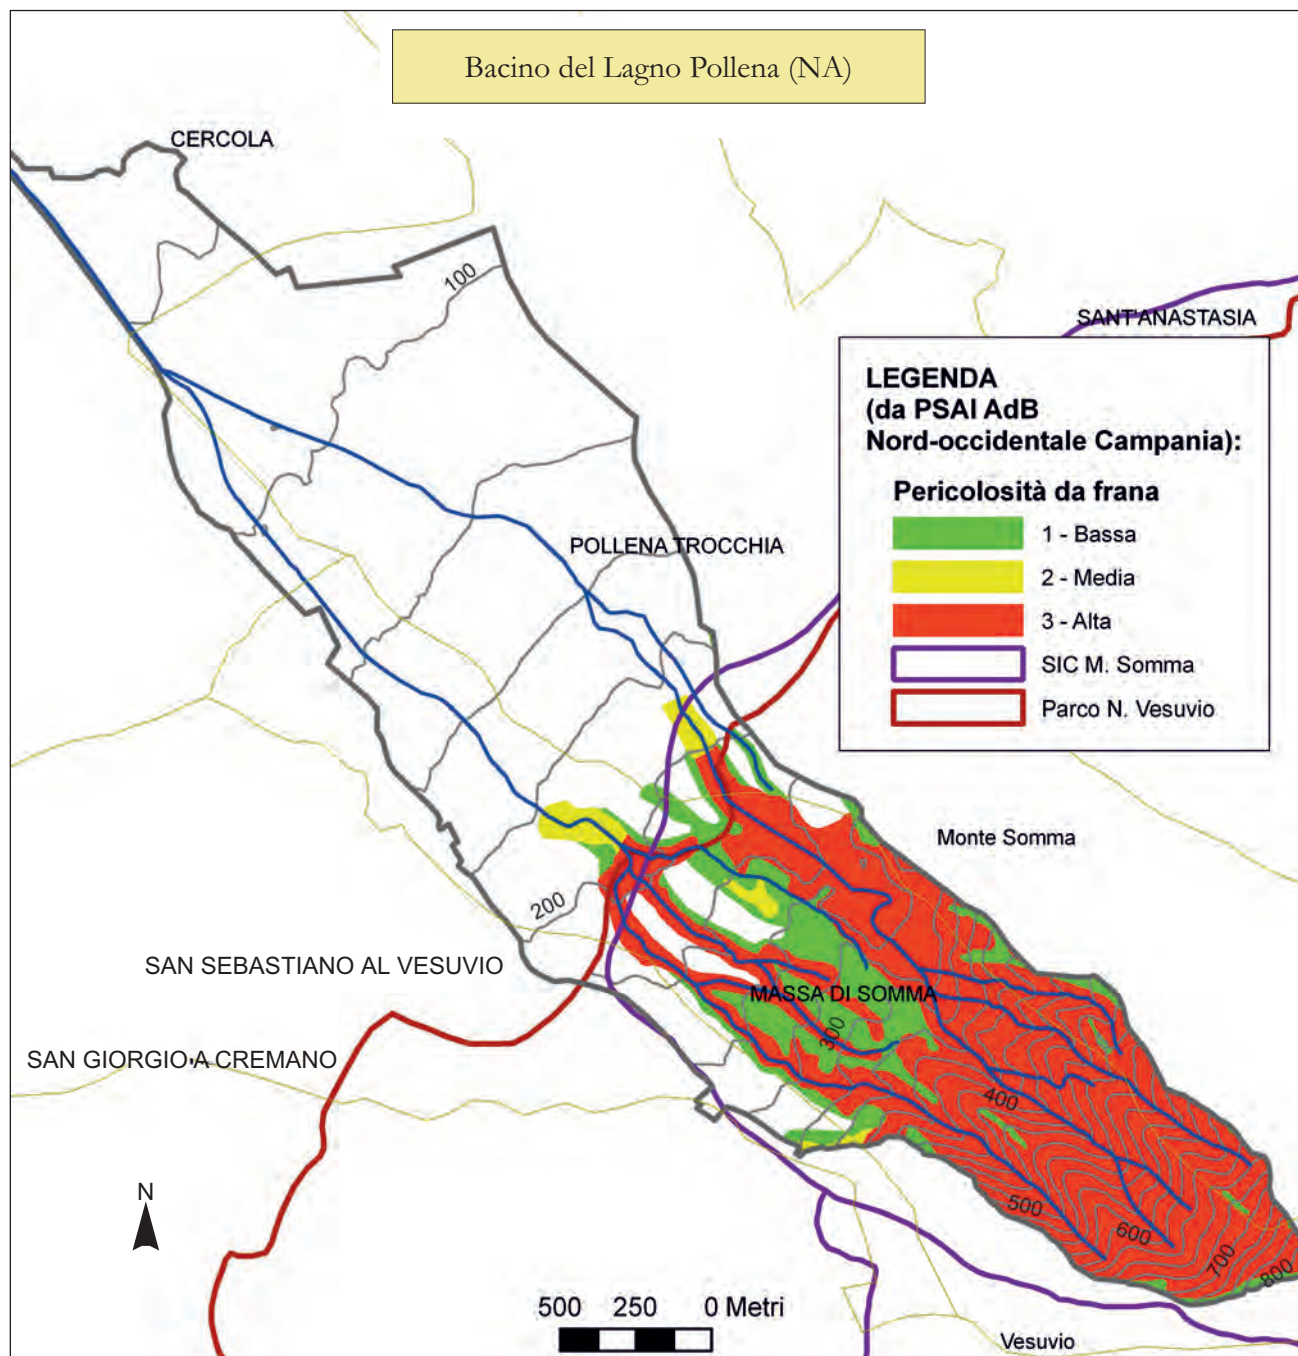 Bacino del Lagno Pollena (NA)
CERCOLA
100
SANT'ANASTASIA
LEGENDA
(da PSAI AdB
Nord-occidentale Campania):
Pericolosità da frana
1 - Bassa
2 - Media
3 - Alta
SIC M. Somma
Parco N. Vesuvio
POLLENA TROCCHIA
Monte Somma
200
SAN SEBASTIANO AL VESUVIO
MASSA DI SOMMA
300
SAN GIORGIO A CREMANO
400
N
500
600
700
800
500 250 0 Metri
Vesuvio